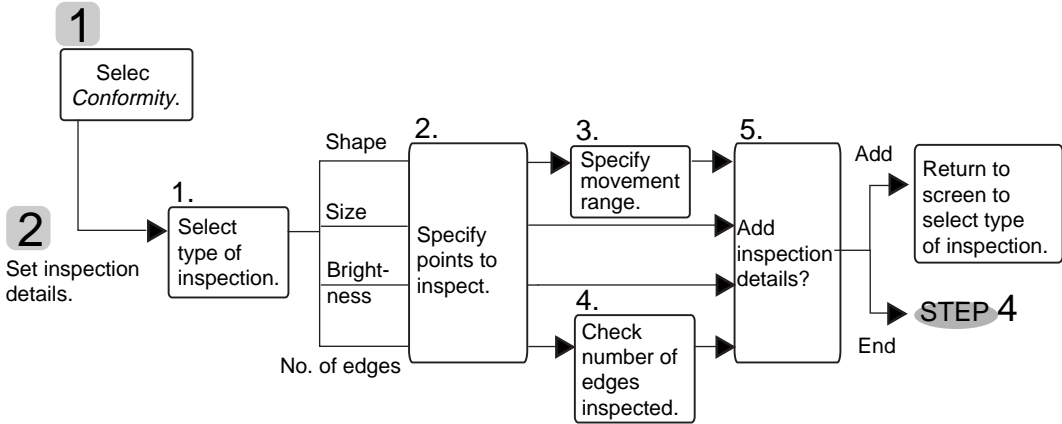 1
Selec
Conformity.
2
Set inspection
details.
1.
Select
type of
inspection.
Shape
Size
Bright-
ness
No. of edges
2.
Specify
points to
inspect.
3.
Specify
movement
range.
4.
Check
number of
edges
inspected.
5.
Add
inspection
details?
Add
Return to
screen to
select type
of inspection.
STEP 4
End